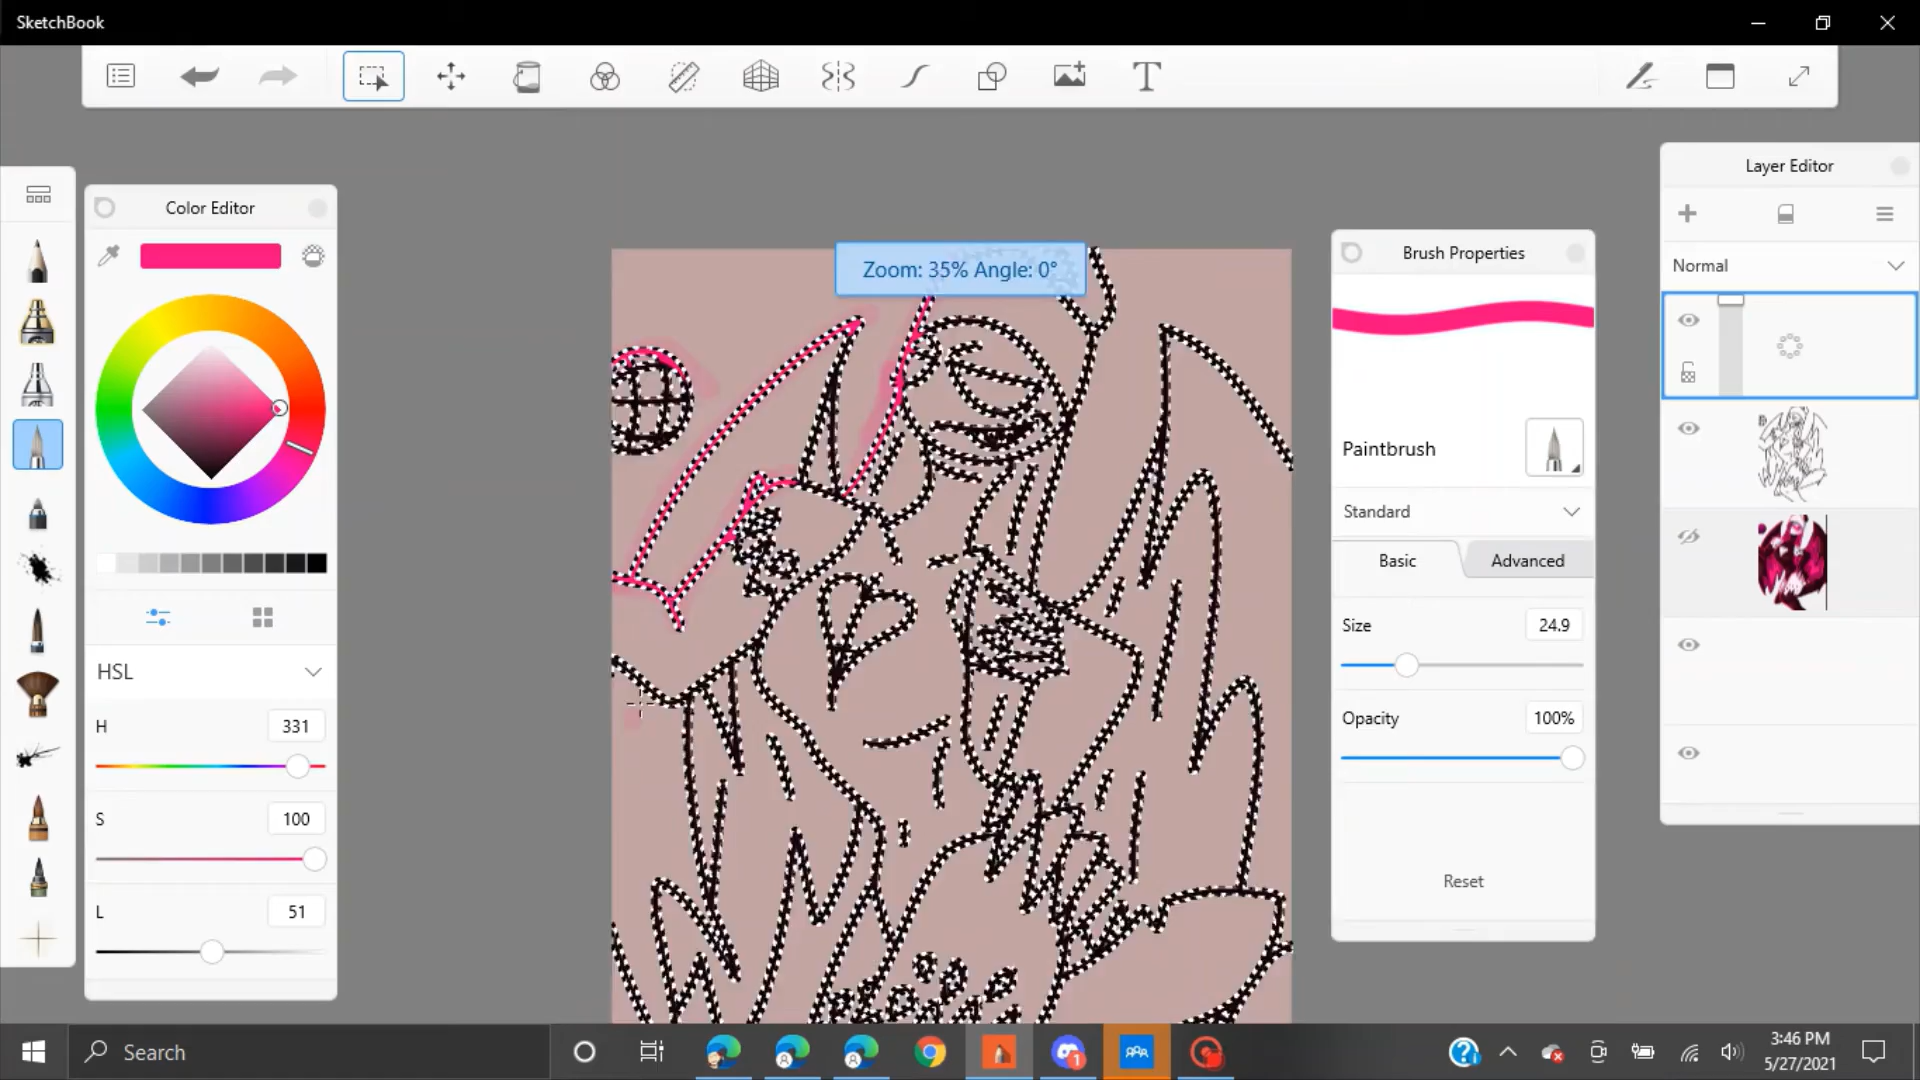 SketchBook
T
Color Editor
Zoom: 35% Angle: 0°
Brush Properties
Layer Editor
Normal
Paintbrush
Standard
Basic
Advanced
Size
24.9
Opacity
100%
Reset
HSL
H
331
S
100
L
51
Search
1
?
3:46 PM
5/27/2021